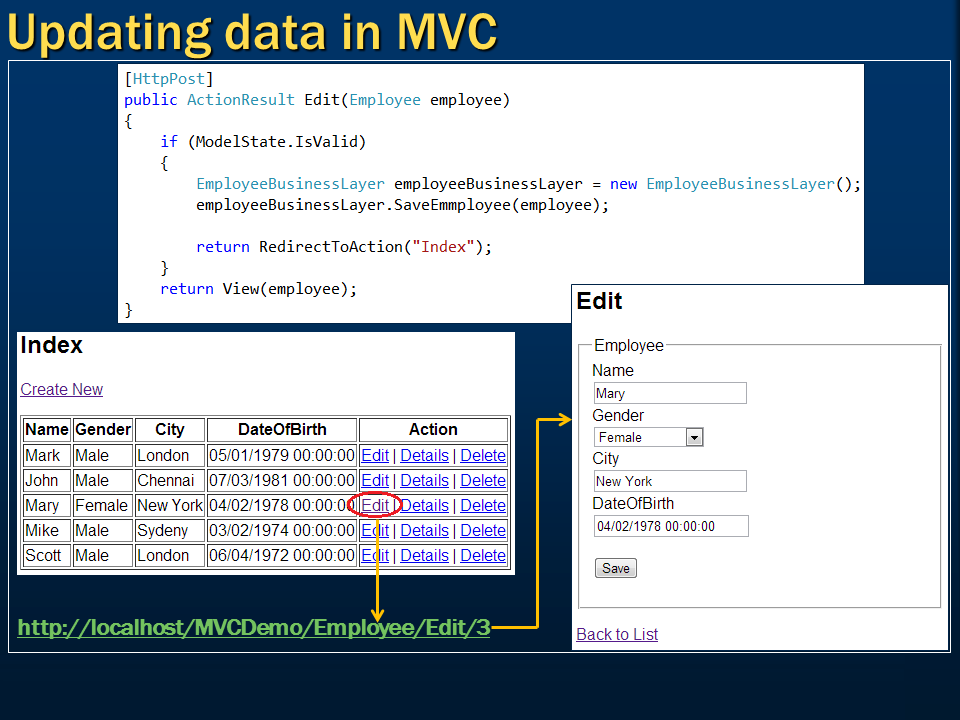 Updating data in MVC
[HttpPost]
public ActionResult Edit(Employee employee)
{
    if (ModelState.IsValid)
    {
        EmployeeBusinessLayer employeeBusinessLayer = new EmployeeBusinessLayer();
        employeeBusinessLayer.SaveEmmployee(employee);

        return RedirectToAction("Index");
    }
    return View(employee);
}
Index
Create New
Name Gender City DateOfBirth Action
Mark Male London 05/01/1979 00:00:00 Edit | Details | Delete
John Male Chennai 07/03/1981 00:00:00 Edit | Details | Delete
Mary Female New York 04/02/1978 00:00:00 Edit | Details | Delete
Mike Male Sydeny 03/02/1974 00:00:00 Edit | Details | Delete
Scott Male London 06/04/1972 00:00:00 Edit | Details | Delete
http://localhost/MVCDemo/Employee/Edit/3
Edit
Employee
Name
Mary
Gender
Female
City
New York
DateOfBirth
04/02/1978 00:00:00
Save
Back to List